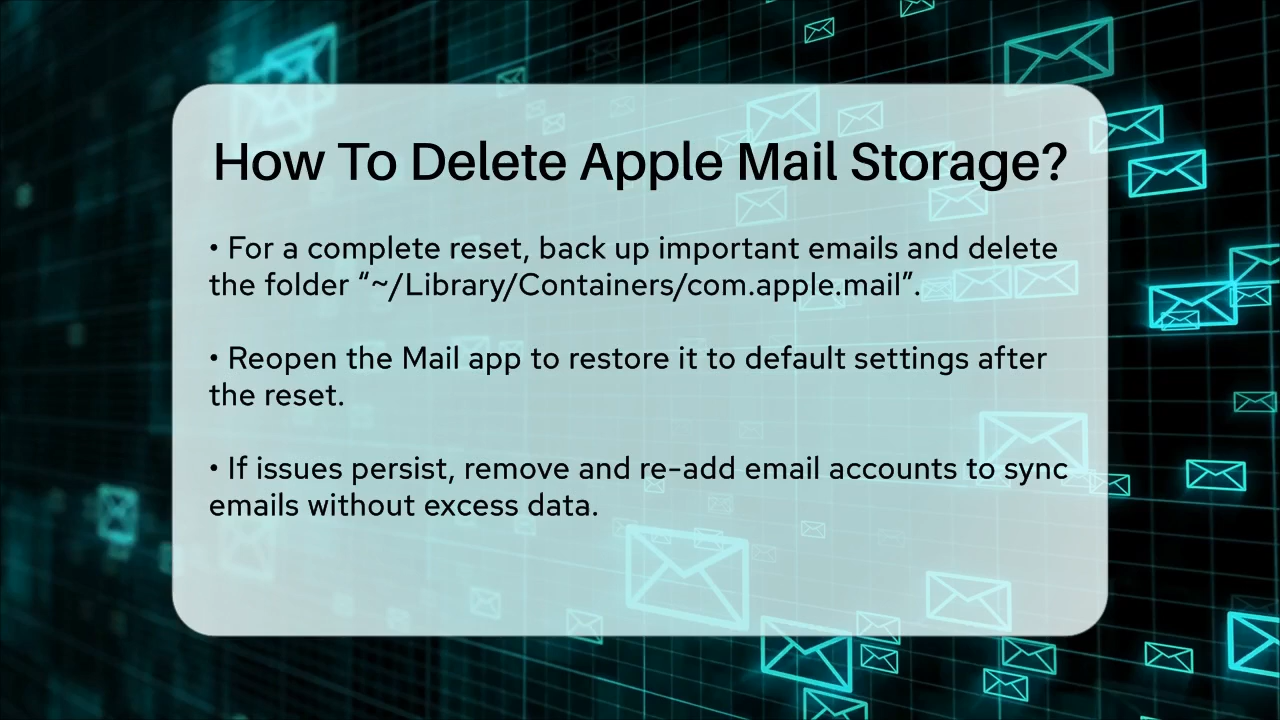 How To Delete Apple Mail Storage?
• For a complete reset, back up important emails and delete
the folder “~/Library/Containers/com.apple.mail”.
• Reopen the Mail app to restore it to default settings after
the reset.
• If issues persist, remove and re-add email accounts to sync
emails without excess data.